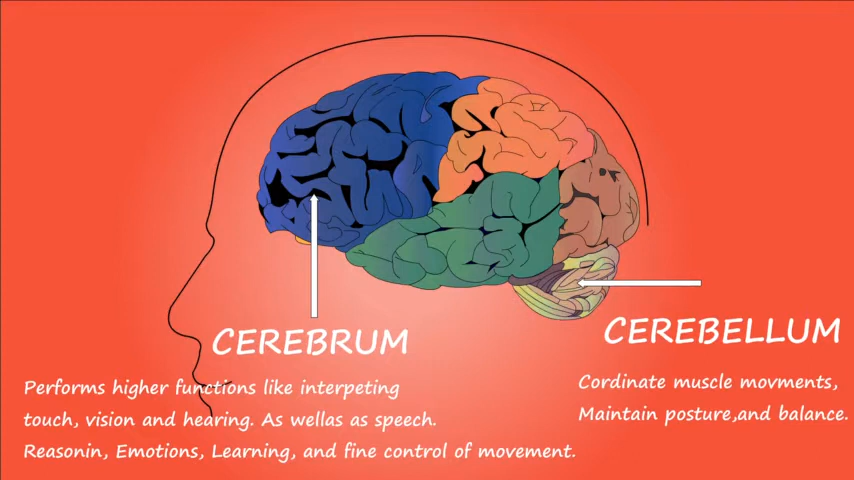 CEREBRUM
Performs higher functions like interpeting
touch, vision and hearing. As wellas as speech.
Reasonin, Emotions, Learning, and fine control of movement.
CEREBELLUM
Cordinate muscle movments,
Maintain posture,and balance.